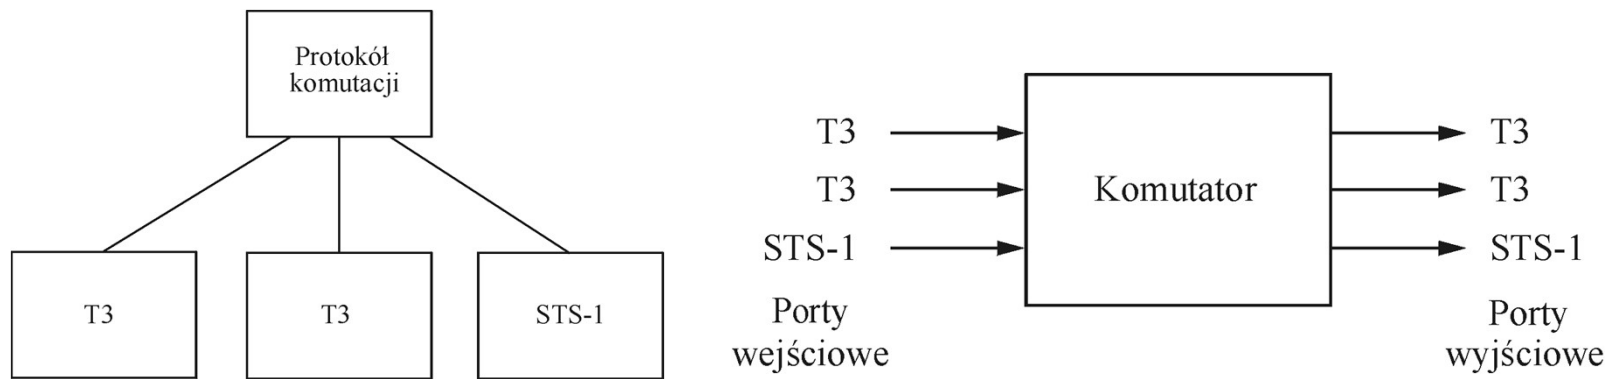 Protokół
komutacji
T3
T3
STS-1
T3
T3
STS-1
Porty
wejściowe
Komutator
T3
T3
STS-1
Porty
wyjściowe